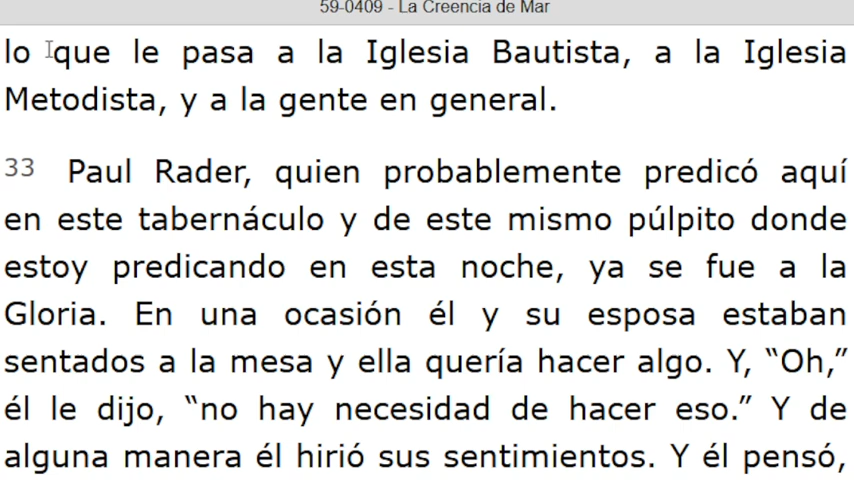 59-0409 - La Creencia de Mar
lo que le pasa a la Iglesia Bautista, a la Iglesia
Metodista, y a la gente en general.
33 Paul Rader, quien probablemente predicó aquí
en este tabernáculo y de este mismo púlpito donde
estoy predicando en esta noche, ya se fue a la
Gloria. En una ocasión él y su esposa estaban
sentados a la mesa y ella quería hacer algo. Y, “Oh,”
él le dijo, “no hay necesidad de hacer eso.” Y de
alguna manera él hirió sus sentimientos. Y él pensó,